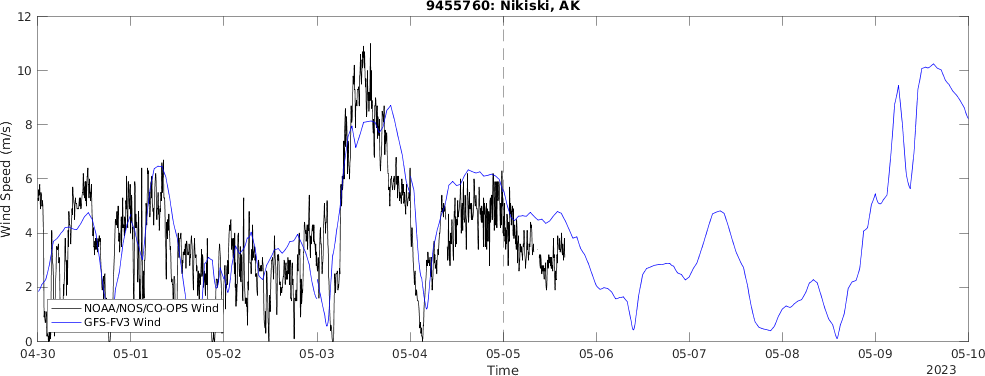 9455760: Nikiski, AK
Wind Speed (m/s)
12
10
8
6
4
2
0
NOAA/NOS/CO-OPS Wind
GFS-FV3 Wind
04-30 05-01 05-02 05-03 05-04 05-05 05-06 05-07 05-08 05-09 05-10
Time
2023